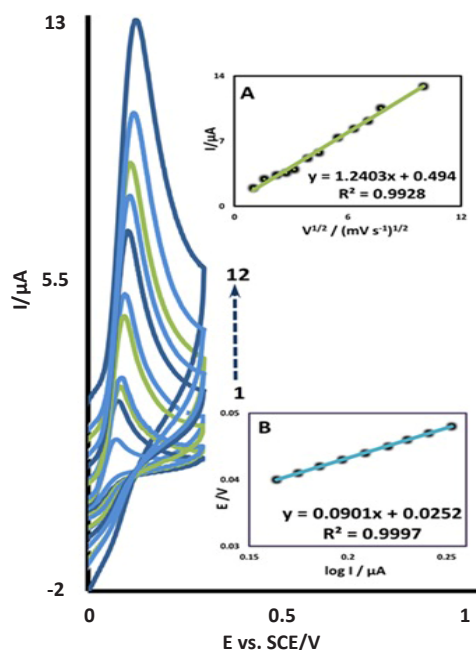 13
5.5
-2
I/µA
0
0.5
1
E vs. SCE/V
12
1
A
14
7
0
I/µA
0
6
12
y = 1.2403x + 0.494
R² = 0.9928
V1/2 / (mV s-1)1/2
B
0.05
0.04
0.03
E /V
0.15
0.2
0.25
y = 0.0901x + 0.0252
R² = 0.9997
log I / µA